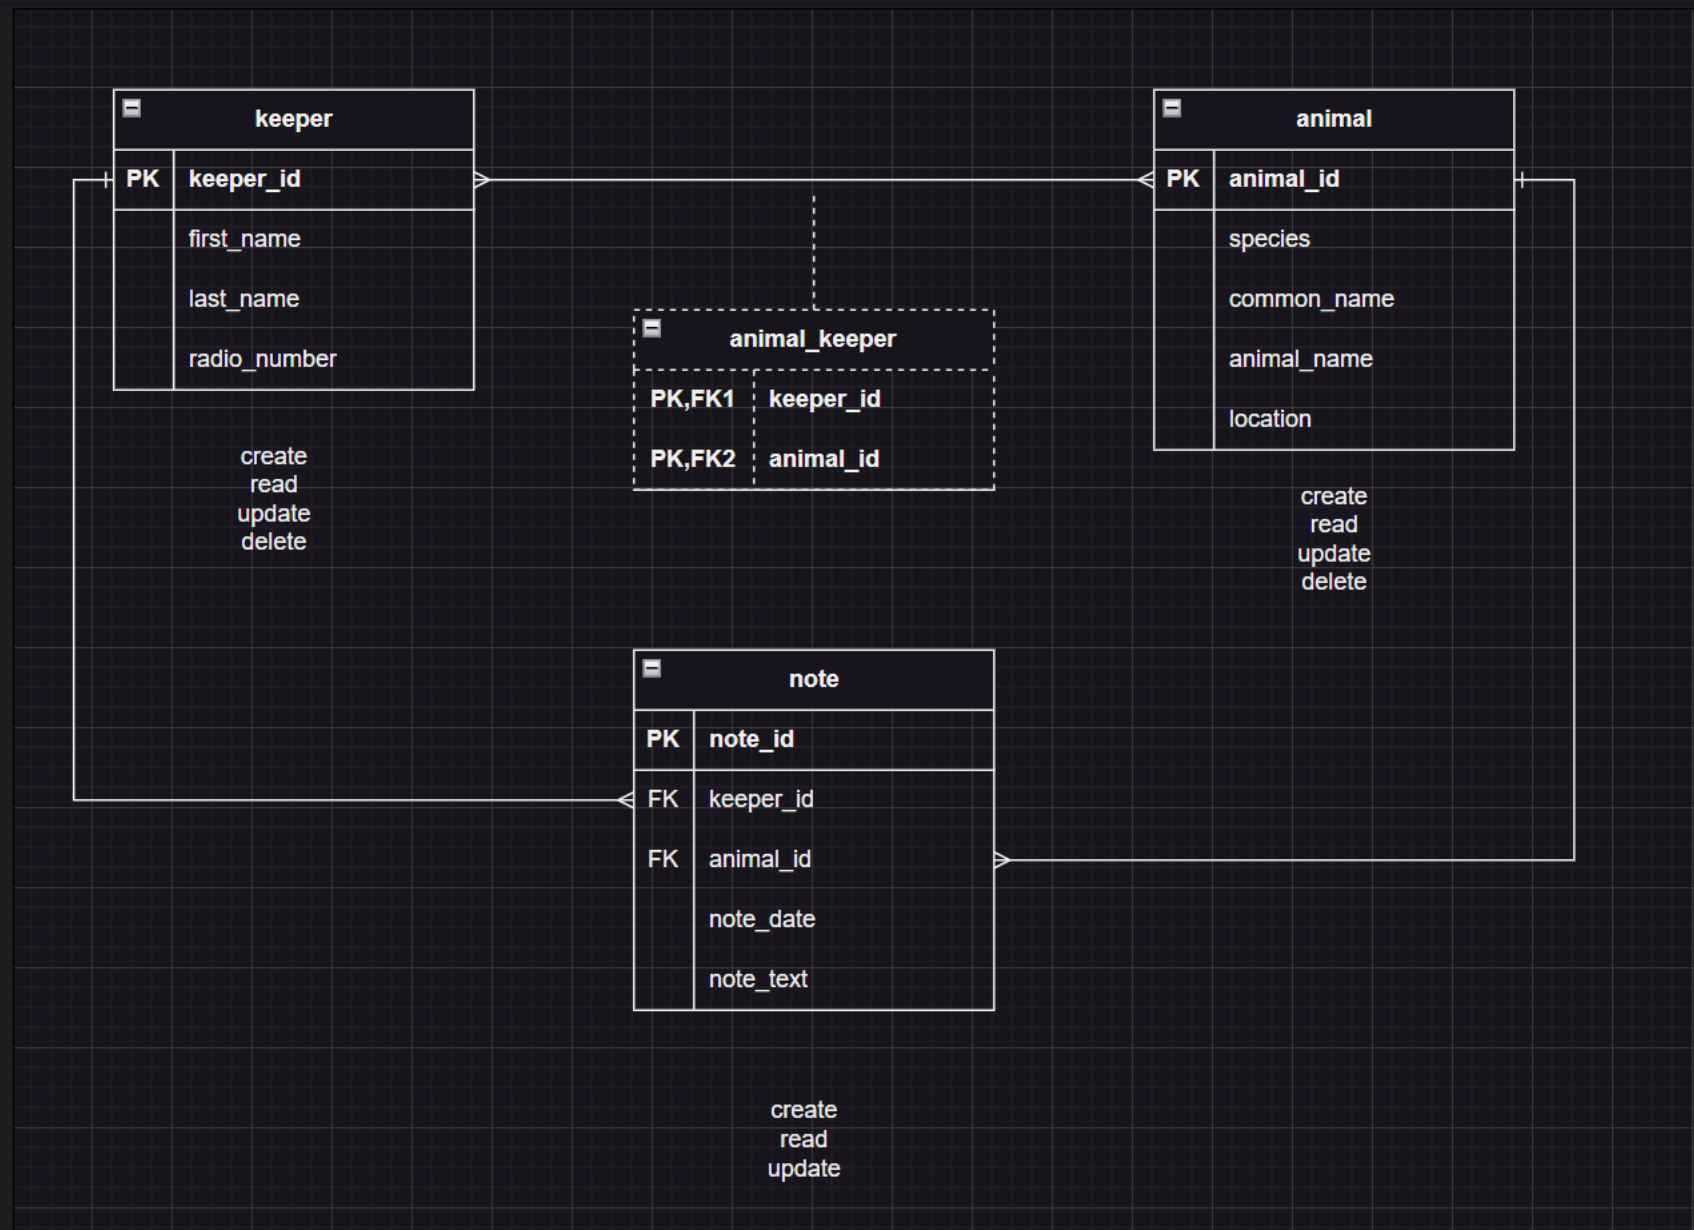 keeper
PK keeper_id
first_name
last_name
radio_number
create
read
update
delete
animal_keeper
PK,FK1 keeper_id
PK,FK2 animal_id
animal
PK animal_id
species
common_name
animal_name
location
create
read
update
delete
note
PK note_id
FK keeper_id
FK animal_id
note_date
note_text
create
read
update